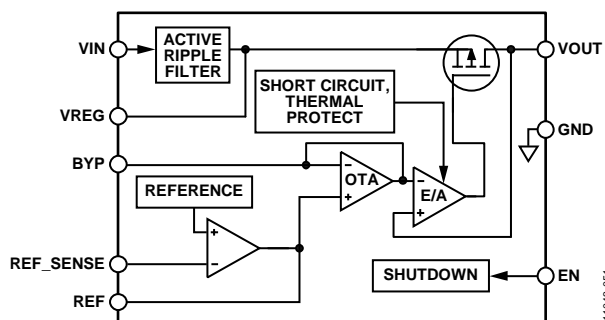 VIN
ACTIVE
RIPPLE
FILTER
VOUT
VREG
SHORT CIRCUIT,
THERMAL
PROTECT
GND
BYP
REFERENCE
−
OTA
+
−
E/A
+
+
−
REF_SENSE
REF
SHUTDOWN
EN